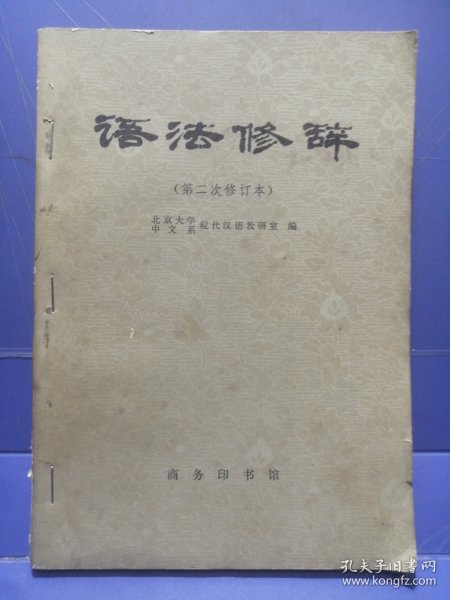 语法修辞
（第二次修订本）
北京大学
中文系 现代汉语教研室 编
商务印书馆
孔夫子旧书网
www.kongfz.com